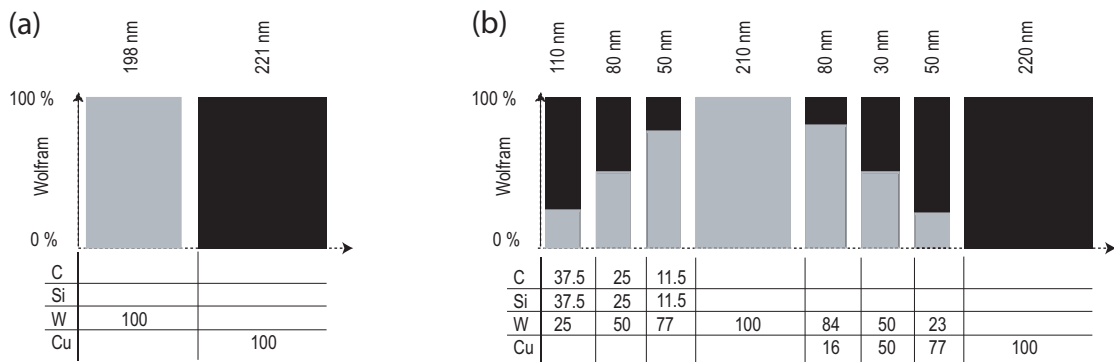 (a)
198 nm
221 nm
100 %
Wolfram
0 %
C
Si
W 100
Cu 100
(b)
110 nm
80 nm
50 nm
210 nm
80 nm
30 nm
50 nm
220 nm
100 %
Wolfram
0 %
C 37.5 25 11.5
Si 37.5 25 11.5
W 25 50 77 100 84 50 23
Cu 16 50 77 100